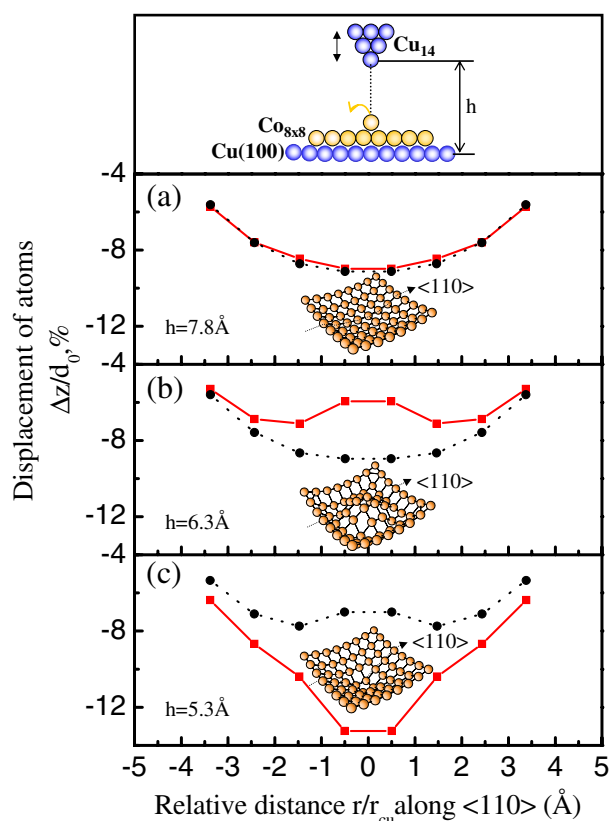 Cu14
h
Co8x8
Cu(100)
-4
(a)
-8
<110>
-12
h=7.8Å
-4
(b)
-8
<110>
-12
h=6.3Å
-4
(c)
<110>
-8
h=5.3Å
-12
-5 -4 -3 -2 -1 0 1 2 3 4 5
Relative distance r/rcu along <110> (Å)
Displacement of atoms
Δz/d0,%